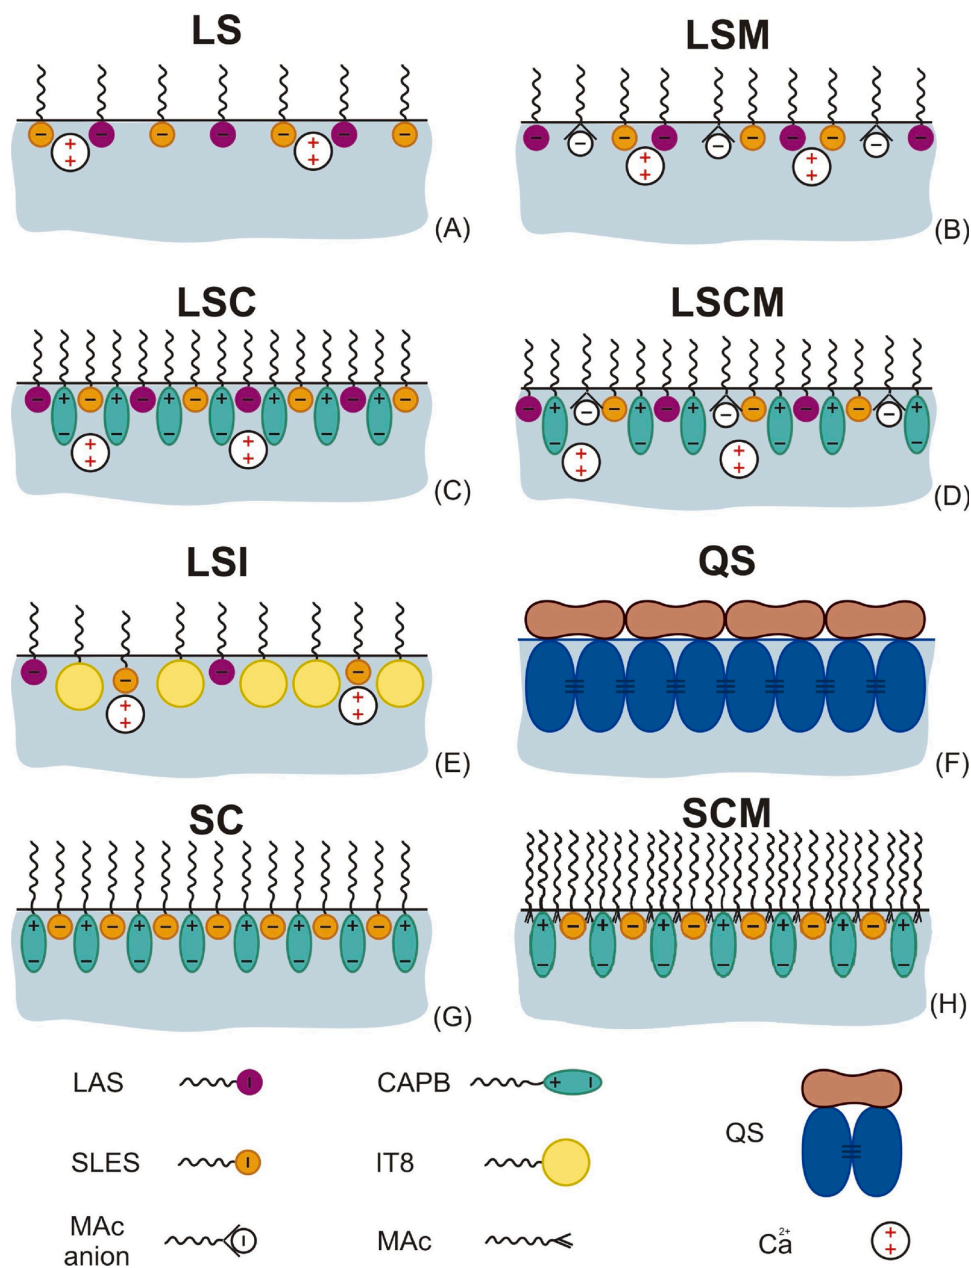 LS
LSM
(A)
(B)
LSC
LSCM
(C)
(D)
LSI
QS
(E)
(F)
SC
SCM
(G)
(H)
LAS
CAPB
QS
SLES
IT8
MAc
anion
MAc
Ca²⁺